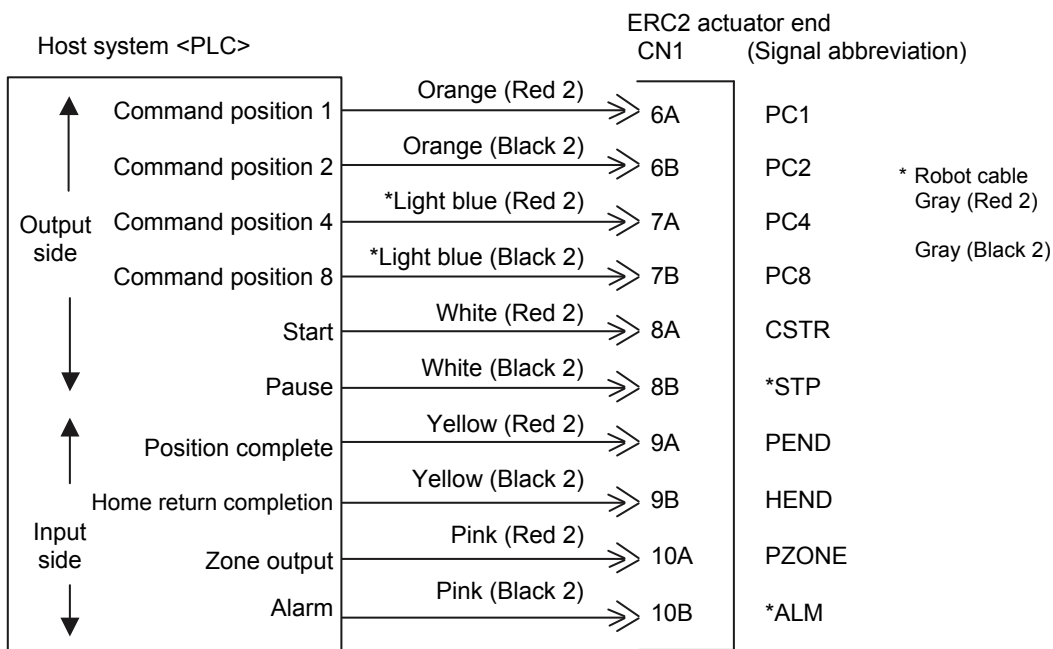 Host system <PLC>
ERC2 actuator end
CN1 (Signal abbreviation)
Command position 1 Orange (Red 2) 6A PC1
Command position 2 Orange (Black 2) 6B PC2
* Robot cable
Gray (Red 2)
Output
side
Command position 4 *Light blue (Red 2) 7A PC4
Gray (Black 2)
Command position 8 *Light blue (Black 2) 7B PC8
Start White (Red 2) 8A CSTR
Pause White (Black 2) 8B *STP
Position complete Yellow (Red 2) 9A PEND
Home return completion Yellow (Black 2) 9B HEND
Input
side
Zone output Pink (Red 2) 10A PZONE
Alarm Pink (Black 2) 10B *ALM